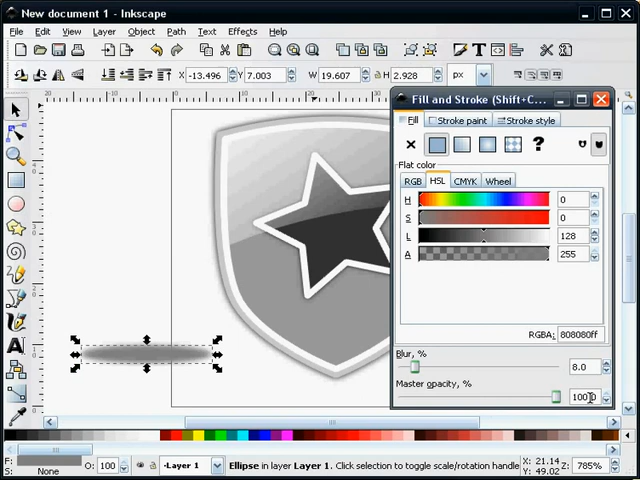 New document 1 - Inkscape
File Edit View Layer Object Path Text Effects Help
X -13.496 Y 7.003 W 19.607 H 2.928 px
Fill and Stroke (Shift+C...
Fill Stroke paint Stroke style
?
Flat color
RGB HSL CMYK Wheel
H 0
S 0
L 128
A 255
RGBA: 808080ff
Blur, %
8.0
Master opacity, %
100.0
F: S: None O: 100 Layer 1 Ellipse in layer Layer 1. Click selection to toggle scale/rotation handle X: 21.14 Y: 49.02 Z: 785%